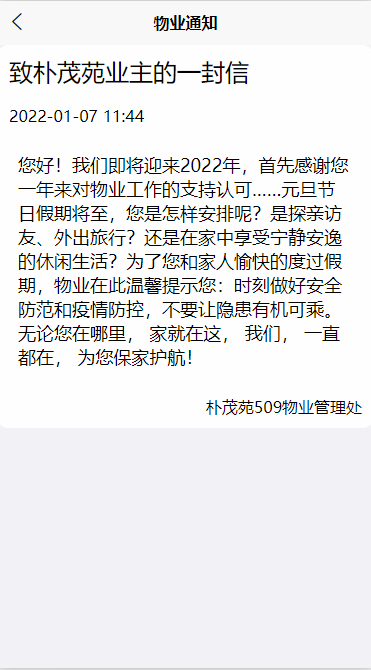 物业通知
致朴茂苑业主的一封信
2022-01-07 11:44
您好！我们即将迎来2022年，首先感谢您
一年来对物业工作的支持认可......元旦节
日假期将至，您是怎样安排呢？是探亲访
友、外出旅行？还是在家中享受宁静安逸
的休闲生活？为了您和家人愉快的度过假
期，物业在此温馨提示您：时刻做好安全
防范和疫情防控，不要让隐患有机可乘。
无论您在哪里， 家就在这， 我们， 一直
都在， 为您保家护航！
朴茂苑509物业管理处